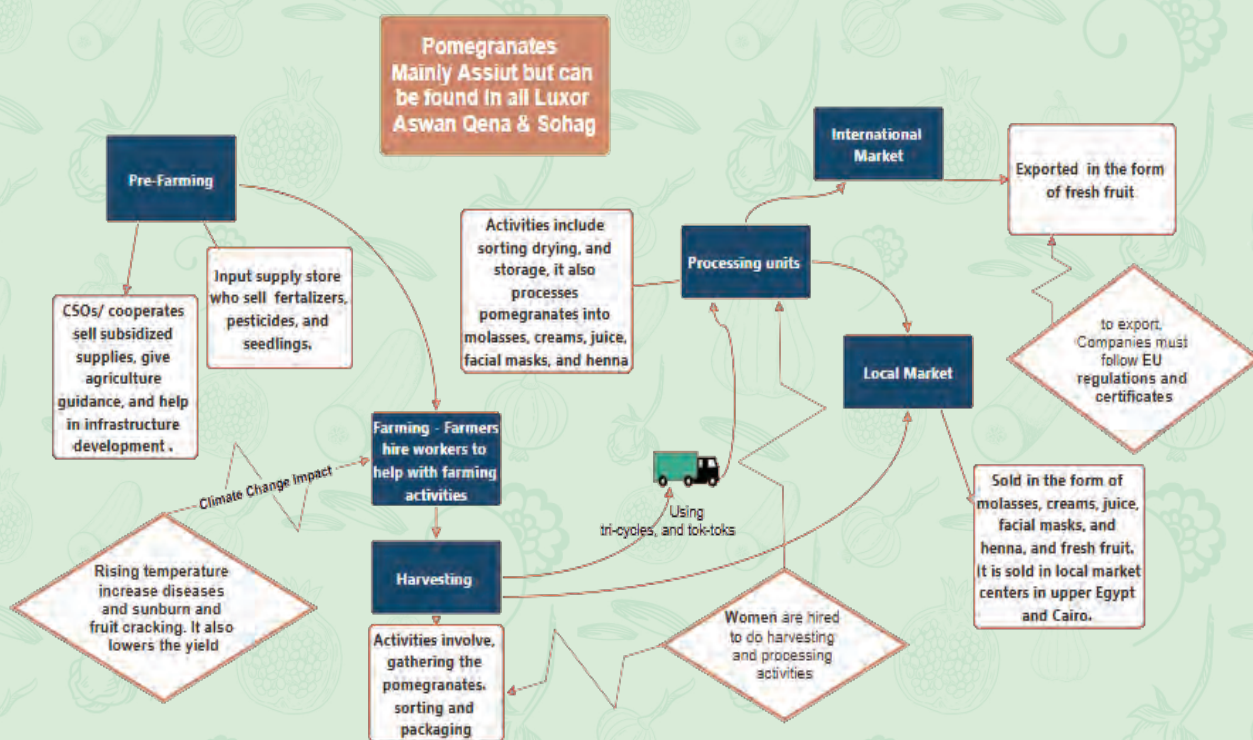 Pomegranates
Mainly Assiut but can
be found in all Luxor
Aswan Qena & Sohag
Pre-Farming
CSOs/ cooperates
sell subsidized
supplies, give
agriculture
guidance, and help
in infrastructure
development .
Input supply store
who sell fertalizers,
pesticides, and
seedlings.
Farming - Farmers
hire workers to
help with farming
activities
Climate Change Impact
Rising temperature
increase diseases
and sunburn and
fruit cracking. It also
lowers the yield
Harvesting
Activities involve,
gathering the
pomegranates.
sorting and
packaging
Using
tri-cycles, and tok-toks
Women are hired
to do harvesting
and processing
activities
Activities include
sorting drying, and
storage, it also
processes
pomegranates into
molasses, creams, juice,
facial masks, and henna
Processing units
International
Market
Exported in the form
of fresh fruit
to export,
Companies must
follow EU
regulations and
certificates
Local Market
Sold in the form of
molasses, creams, juice,
facial masks, and
henna, and fresh fruit.
it is sold in local market
centers in upper Egypt
and Cairo.